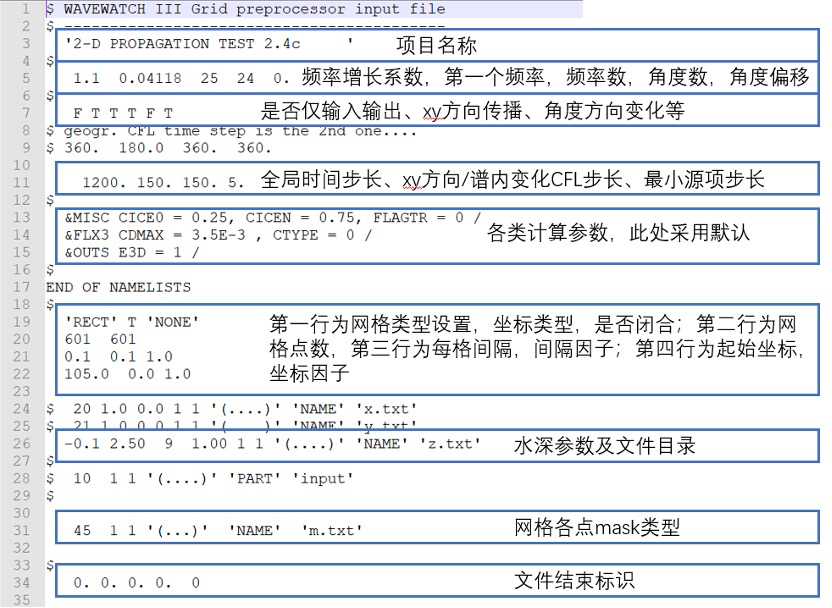 1 $ WAVEWATCH III Grid preprocessor input file
2 $ -------------------------------------------
3 '2-D PROPAGATION TEST 2.4c ' 项目名称
4 $
5 1.1 0.04118 25 24 0. 频率增长系数，第一个频率，频率数，角度数，角度偏移
6 $
7 F T T T F T 是否仅输入输出、xy方向传播、角度方向变化等
8 $ geogr. CFL time step is the 2nd one....
9 $ 360. 180.0 360. 360.
10
11 1200. 150. 150. 5. 全局时间步长、xy方向/谱内变化CFL步长、最小源项步长
12 $
13 &MISC CICE0 = 0.25, CICEN = 0.75, FLAGTR = 0 /
14 &FLX3 CDMAX = 3.5E-3 , CTYPE = 0 / 各类计算参数，此处采用默认
15 &OUTS E3D = 1 /
16 $
17 END OF NAMELISTS
18 $
19 'RECT' T 'NONE' 第一行为网格类型设置，坐标类型，是否闭合；第二行为网
20 601 601 格点数，第三行为每格间隔，间隔因子；第四行为起始坐标，
21 0.1 0.1 1.0 坐标因子
22 105.0 0.0 1.0
23
24 $ 20 1.0 0.0 1 1 '(....)' 'NAME' 'x.txt'
25 $ 21 1.0 0.0 1 1 '(....)' 'NAME' 'y.txt'
26 -0.1 2.50 9 1.00 1 1 '(....)' 'NAME' 'z.txt' 水深参数及文件目录
27 $
28 $ 10 1 1 '(....)' 'PART' 'input'
29 $
30
31 45 1 1 '(...)' 'NAME' 'm.txt' 网格各点mask类型
32
33 $
34 0. 0. 0. 0. 0 文件结束标识
35